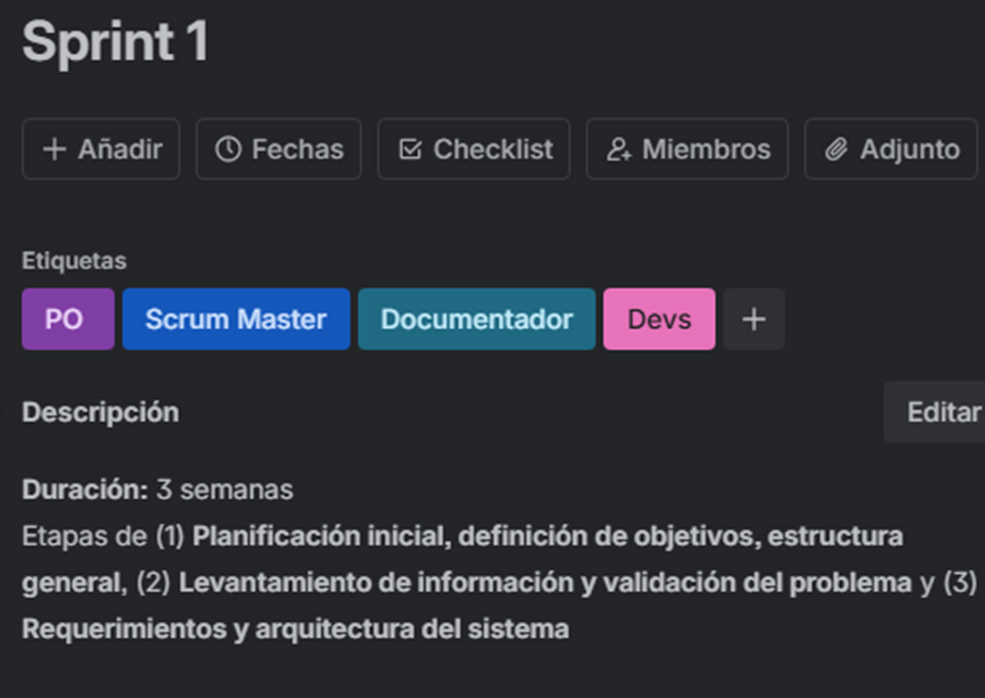 Sprint 1
+ Añadir Fechas Checklist Miembros Adjunto
Etiquetas
PO Scrum Master Documentador Devs +
Descripción Editar
Duración: 3 semanas
Etapas de (1) Planificación inicial, definición de objetivos, estructura
general, (2) Levantamiento de información y validación del problema y (3)
Requerimientos y arquitectura del sistema